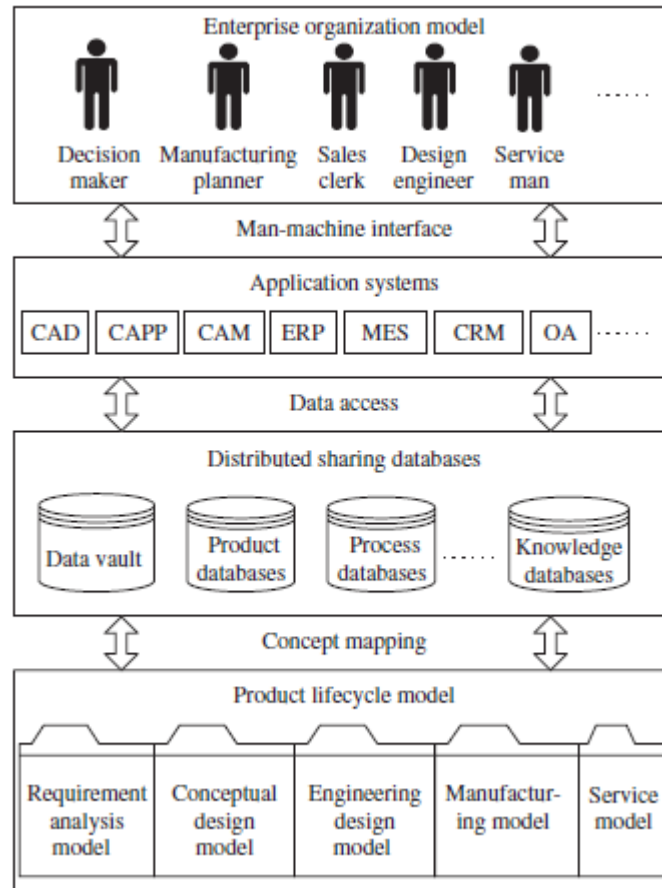 Enterprise organization model
Decision maker
Manufacturing planner
Sales clerk
Design engineer
Service man
......
Man-machine interface
Application systems
CAD CAPP CAM ERP MES CRM OA ......
Data access
Distributed sharing databases
Data vault
Product databases
Process databases
......
Knowledge databases
Concept mapping
Product lifecycle model
Requirement analysis model
Conceptual design model
Engineering design model
Manufactur-ing model
Service model